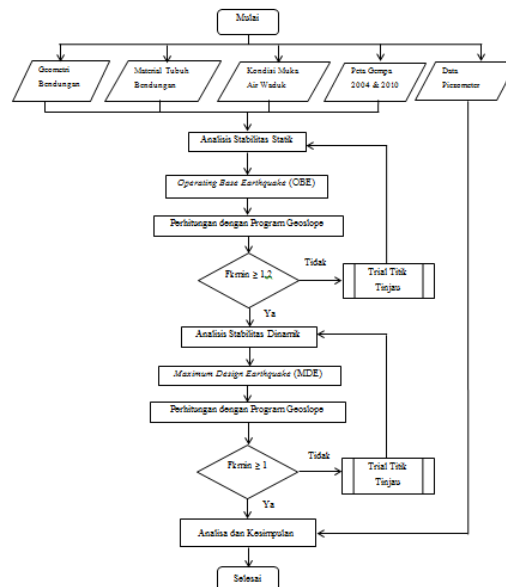 Mulai
Geometri
Bendungan
Material Tubuh
Bendungan
Kondisi Muka
Air Waduk
Peta Gempa
2004 & 2010
Data
Piezometer
Analisis Stabilitas Statik
Operating Base Earthquake (OBE)
Perhitungan dengan Program Geoslope
Fkmin ≥ 1,2
Tidak
Trial Titik
Tinjau
Ya
Analisis Stabilitas Dinamik
Maximum Design Earthquake (MDE)
Perhitungan dengan Program Geoslope
Fkmin ≥ 1
Tidak
Trial Titik
Tinjau
Ya
Analisa dan Kesimpulan
Selesai